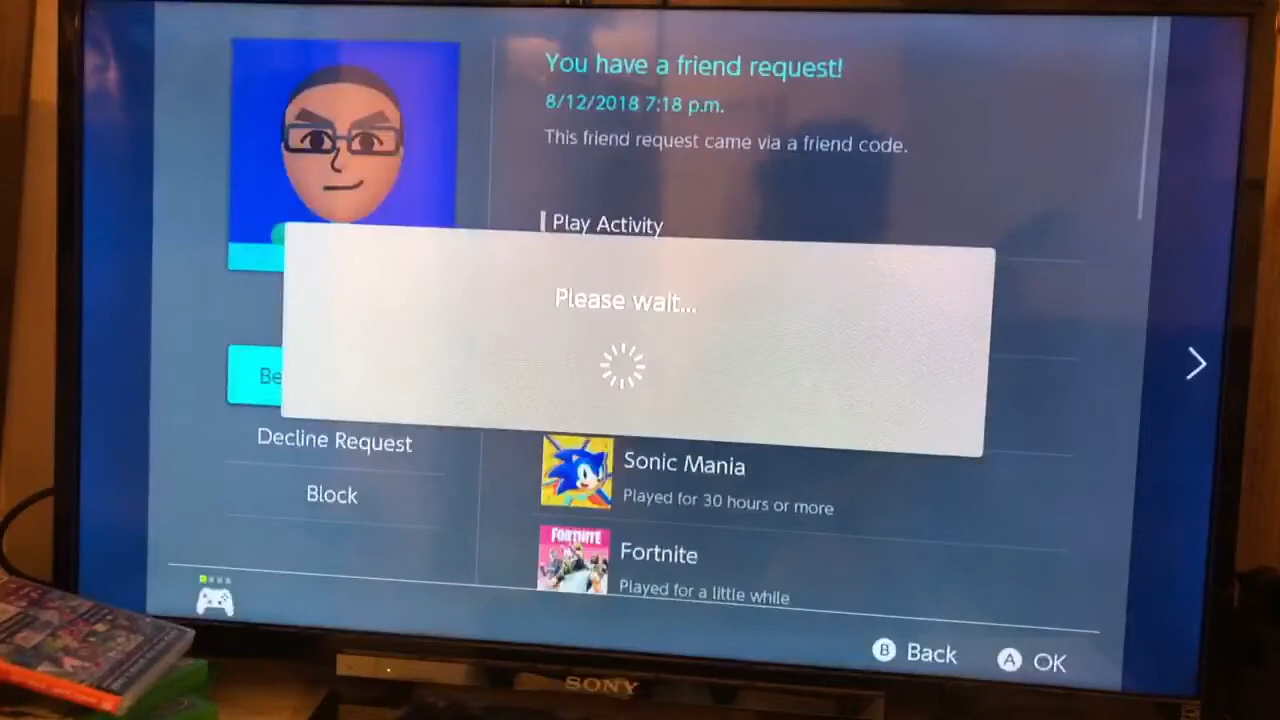 You have a friend request!
8/12/2018 7:18 p.m.
This friend request came via a friend code.
Play Activity
Please wait...
Be
Decline Request
Block
Sonic Mania
Played for 30 hours or more
FORTNITE
Fortnite
Played for a little while
B Back
A OK
SONY